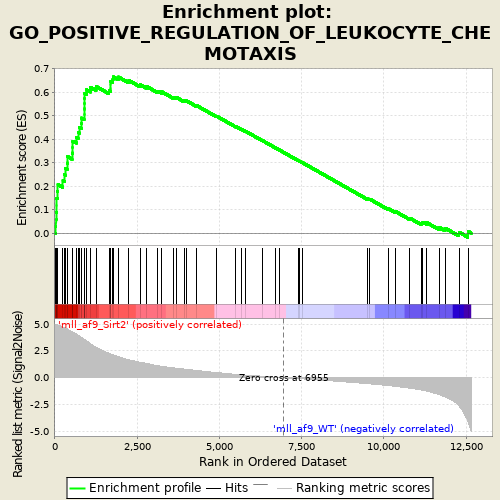 Enrichment plot:
GO_POSITIVE_REGULATION_OF_LEUKOCYTE_CHE
MOTAXIS
Enrichment score (ES)
0.7
0.6
0.5
0.4
0.3
0.2
0.1
0.0
Ranked list metric (Signal2Noise)
5.0
2.5
0.0
-2.5
-5.0
'mll_af9_Sirt2' (positively correlated)
Zero cross at 6955
'mll_af9_WT' (negatively correlated)
0
2,500
5,000
7,500
10,000
12,500
Rank in Ordered Dataset
Enrichment profile
Hits
Ranking metric scores